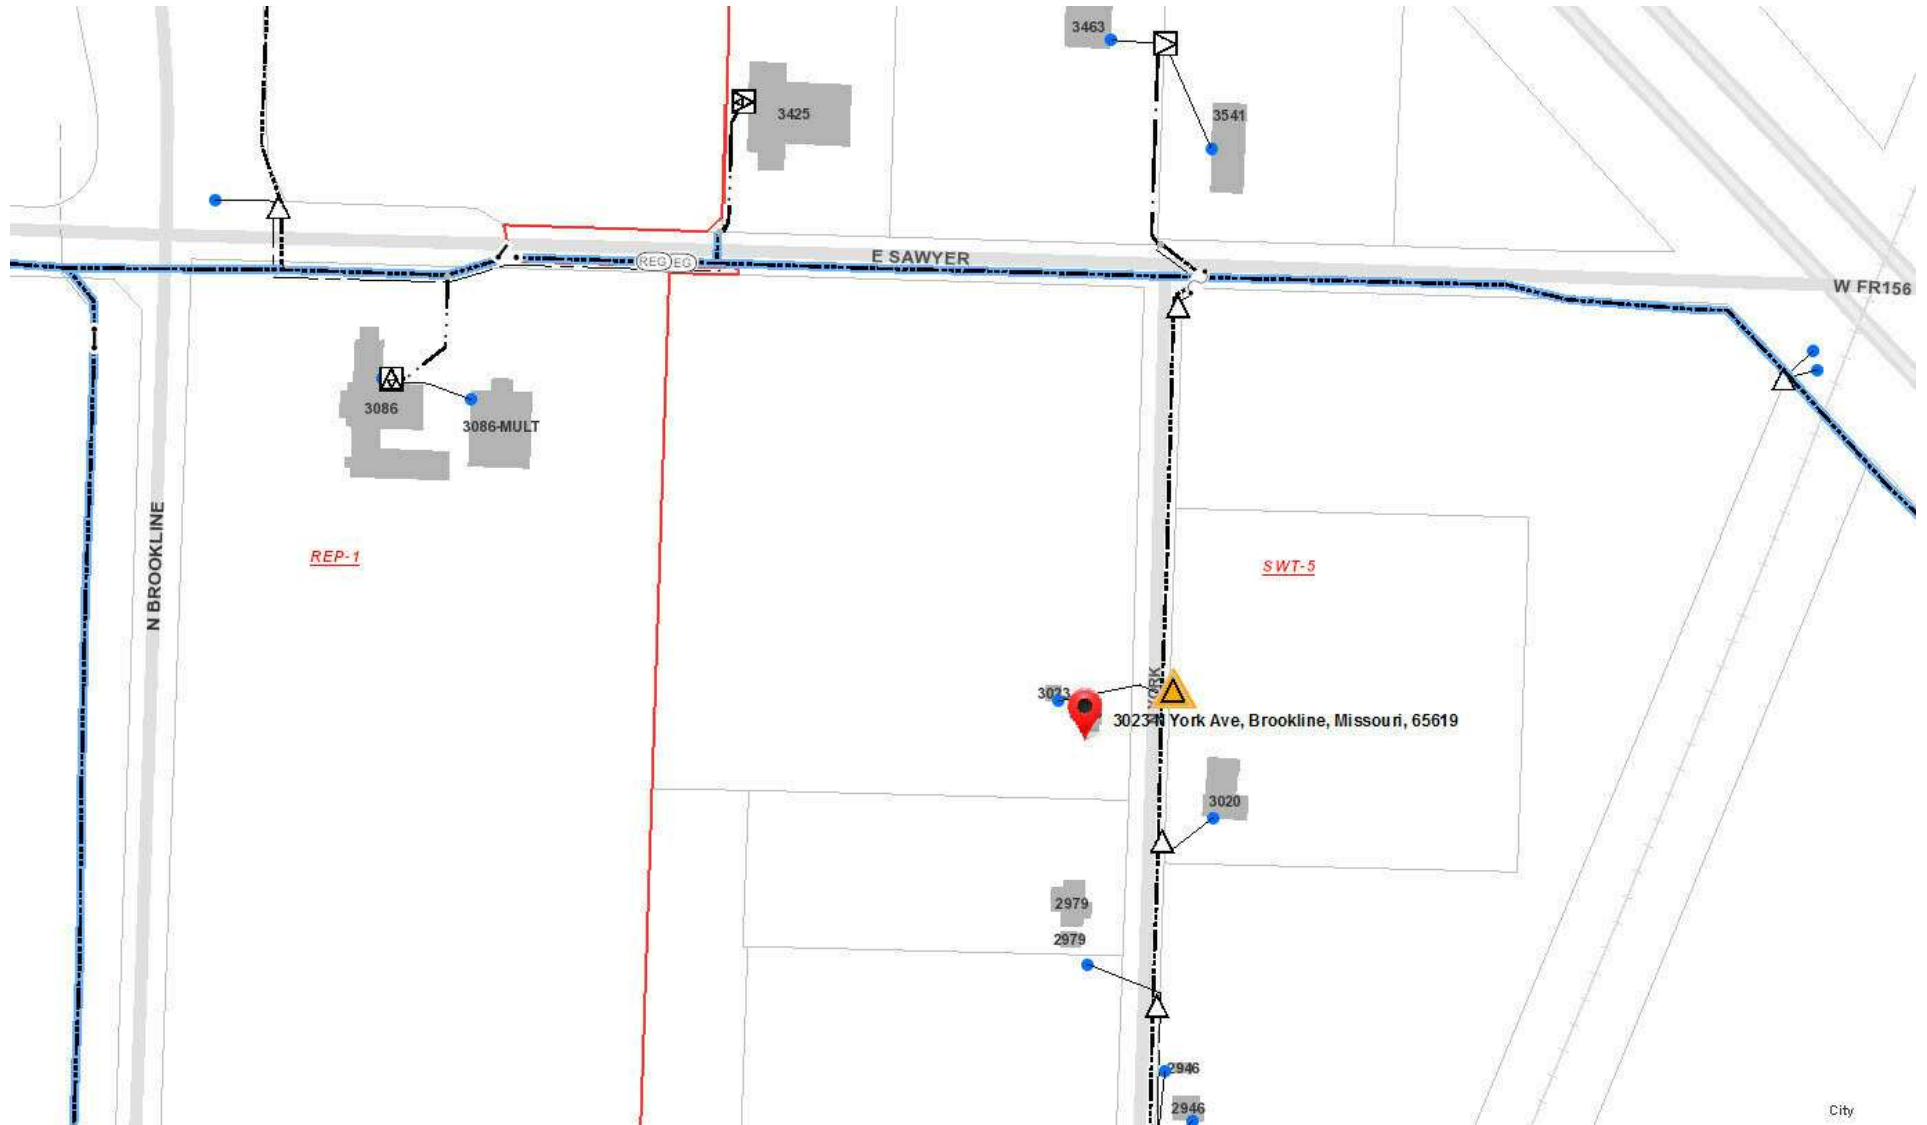 3463
3425
3541
E SAWYER
REG
EG
W FR156
3086
3086-MULT
N BROOKLINE
REP-1
SWT-5
YORK
3023
3023 N York Ave, Brookline, Missouri, 65619
3020
2979
2979
2946
2946
City